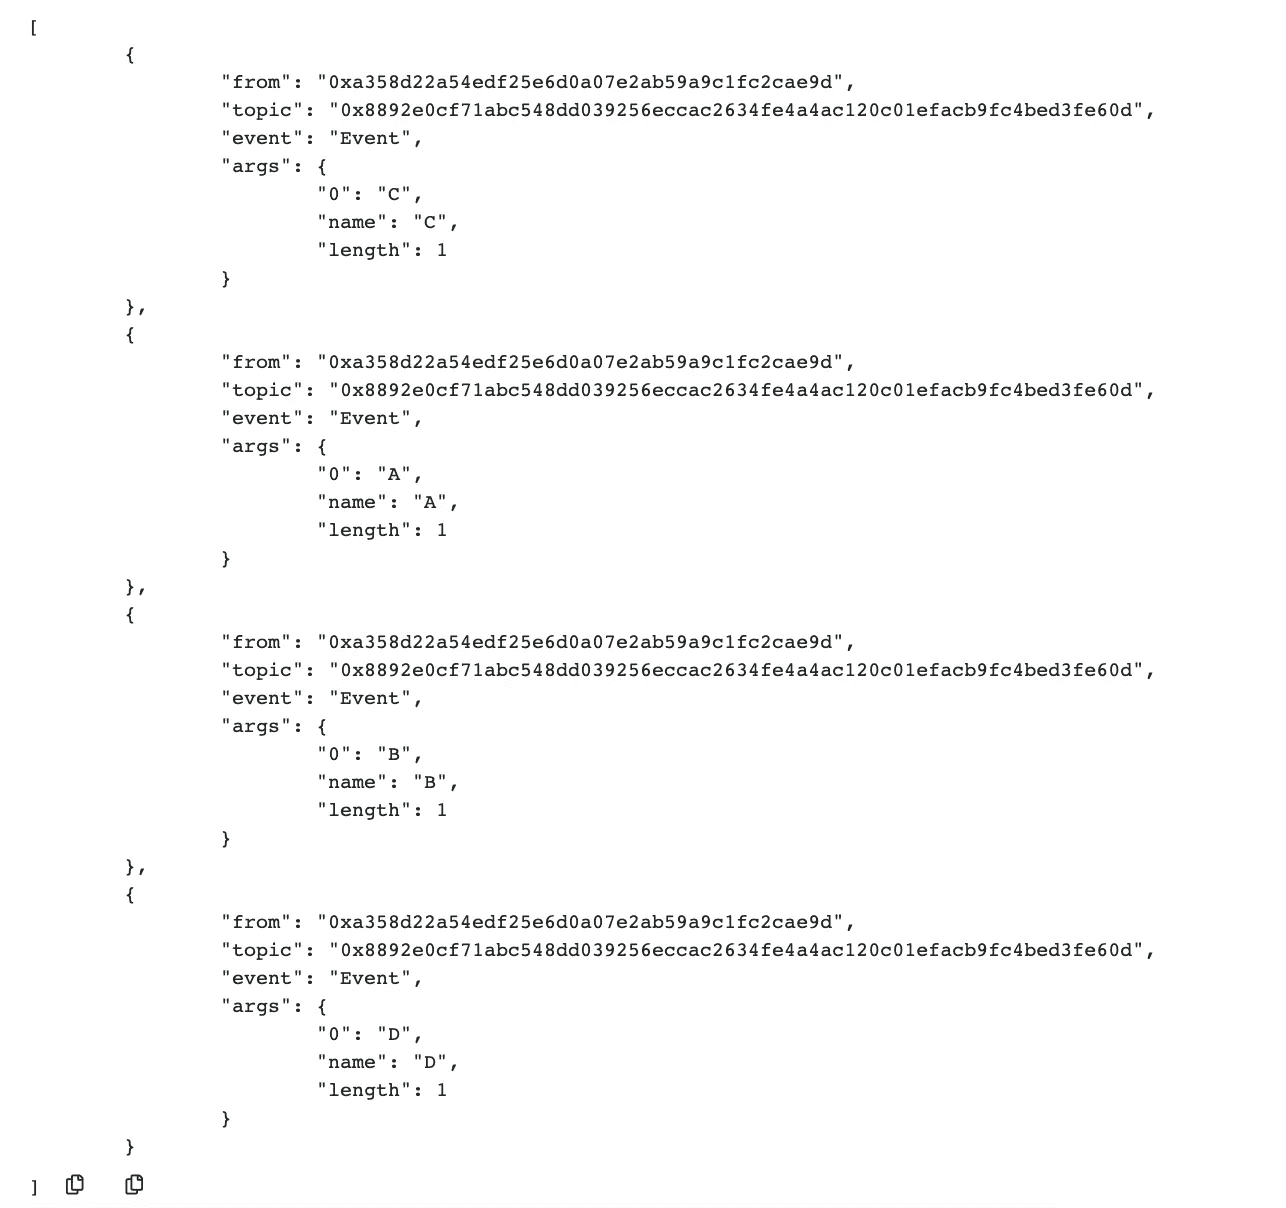 [
{
"from": "0xa358d22a54edf25e6d0a07e2ab59a9c1fc2cae9d",
"topic": "0x8892e0cf71abc548dd039256eccac2634fe4a4ac120c01efacb9fc4bed3fe60d",
"event": "Event",
"args": {
"0": "C",
"name": "C",
"length": 1
}
},
{
"from": "0xa358d22a54edf25e6d0a07e2ab59a9c1fc2cae9d",
"topic": "0x8892e0cf71abc548dd039256eccac2634fe4a4ac120c01efacb9fc4bed3fe60d",
"event": "Event",
"args": {
"0": "A",
"name": "A",
"length": 1
}
},
{
"from": "0xa358d22a54edf25e6d0a07e2ab59a9c1fc2cae9d",
"topic": "0x8892e0cf71abc548dd039256eccac2634fe4a4ac120c01efacb9fc4bed3fe60d",
"event": "Event",
"args": {
"0": "B",
"name": "B",
"length": 1
}
},
{
"from": "0xa358d22a54edf25e6d0a07e2ab59a9c1fc2cae9d",
"topic": "0x8892e0cf71abc548dd039256eccac2634fe4a4ac120c01efacb9fc4bed3fe60d",
"event": "Event",
"args": {
"0": "D",
"name": "D",
"length": 1
}
}
]